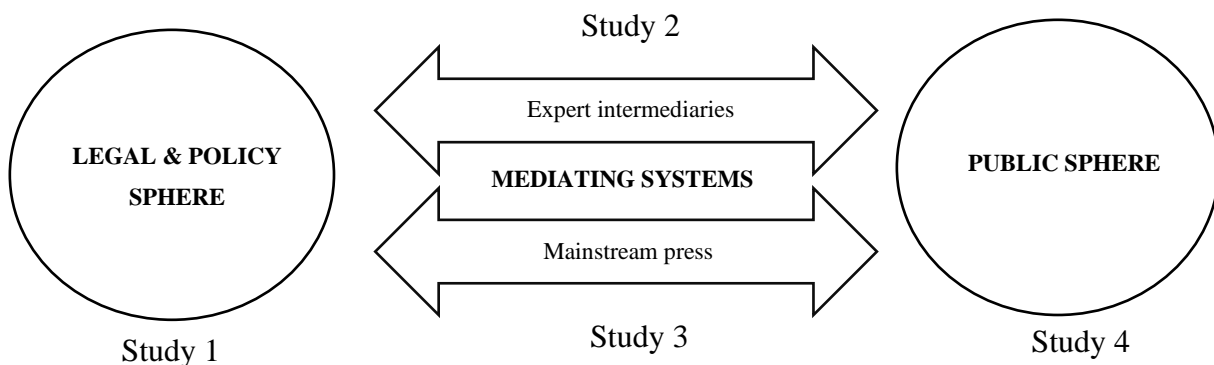 Study 2
Expert intermediaries
LEGAL & POLICY
SPHERE
MEDIATING SYSTEMS
PUBLIC SPHERE
Mainstream press
Study 1
Study 3
Study 4